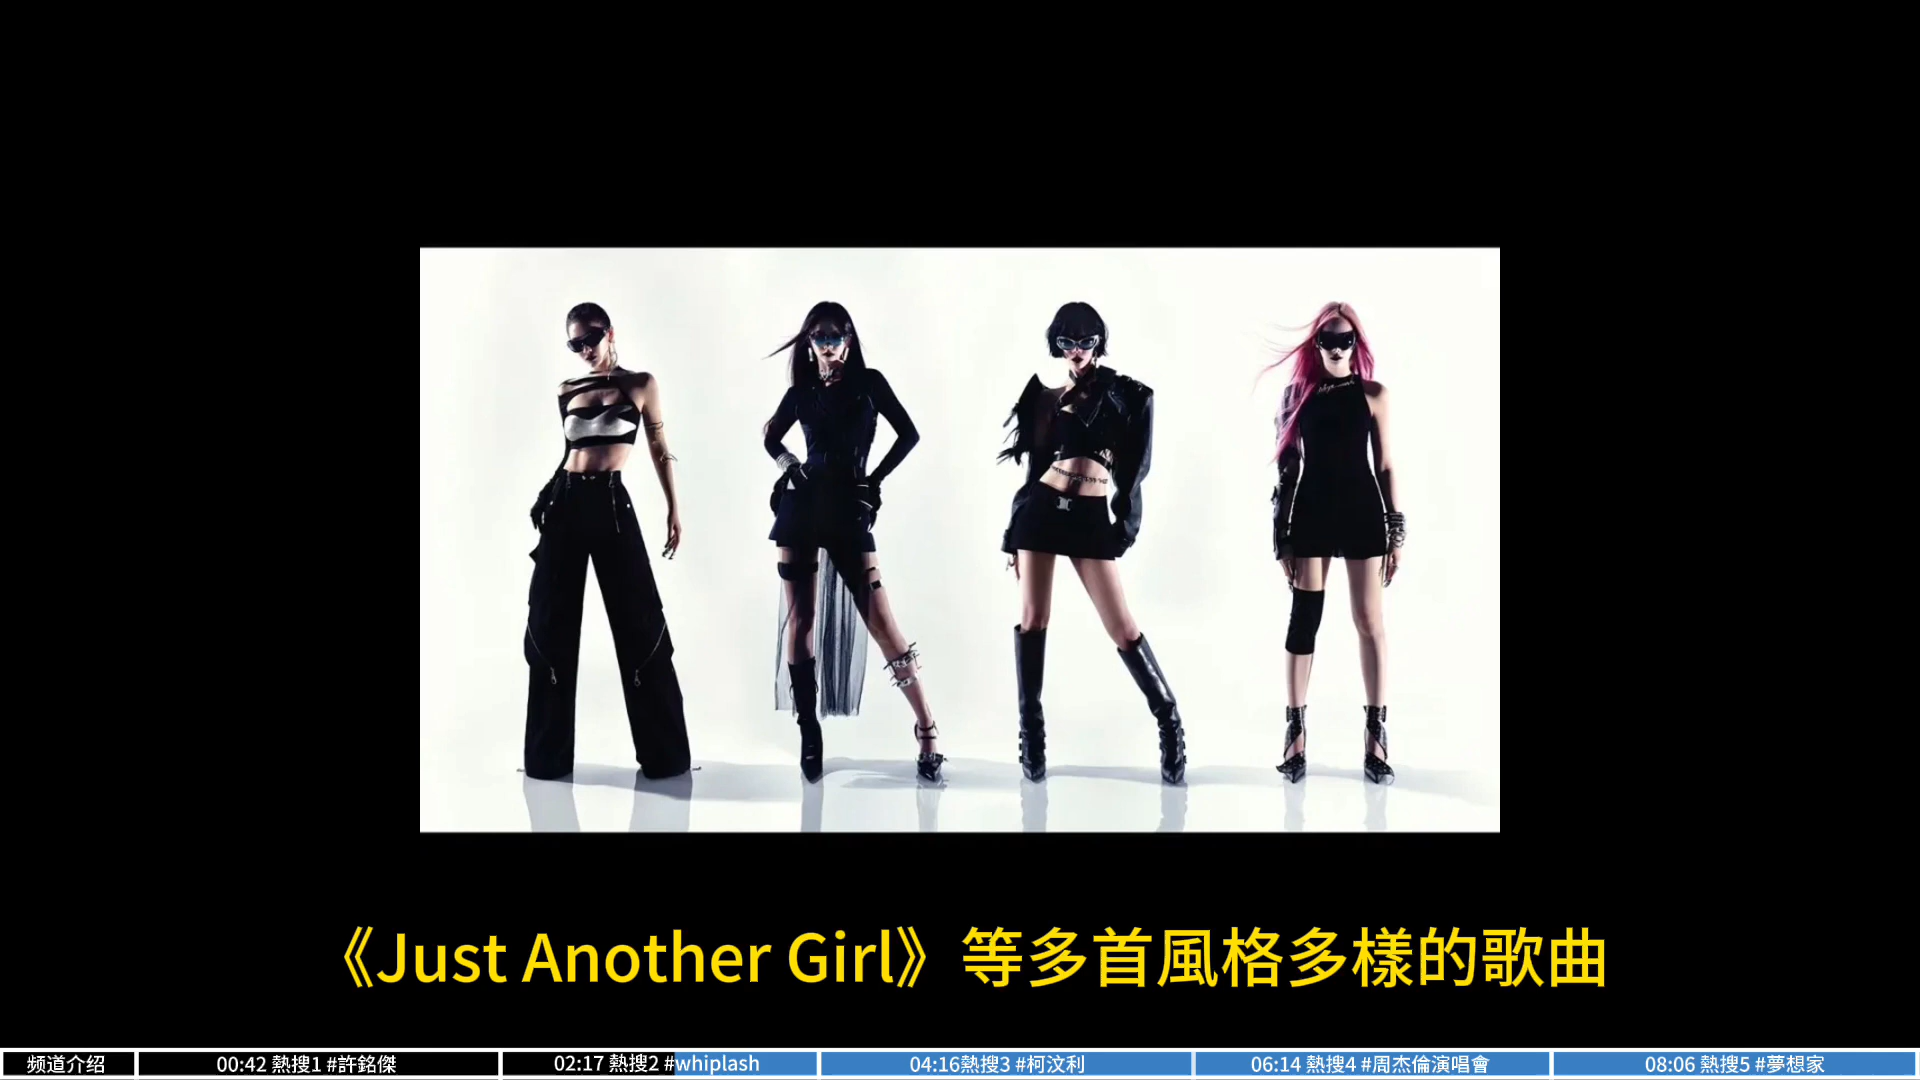 《Just Another Girl》等多首風格多樣的歌曲
频道介绍
00:42 熱搜1 #許銘傑
02:17 熱搜2 #whiplash
04:16熱搜3 #柯汶利
06:14 熱搜4 #周杰倫演唱會
08:06 熱搜5 #夢想家